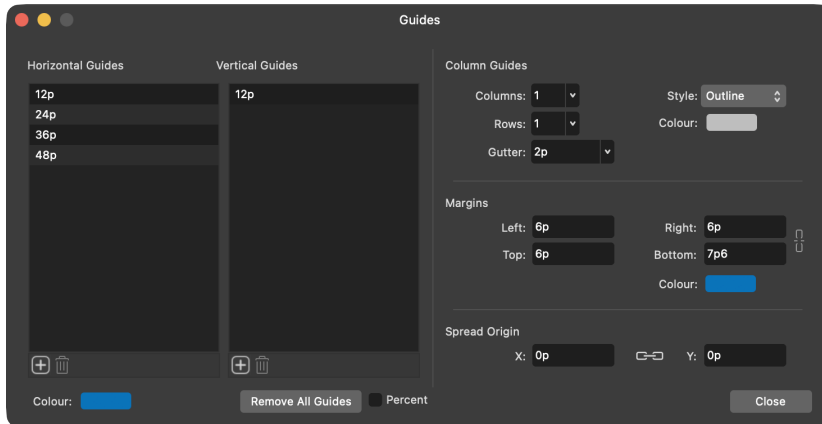 Guides
Horizontal Guides
12p
24p
36p
48p
Vertical Guides
12p
Colour:
Remove All Guides
Percent
Column Guides
Columns: 1
Style: Outline
Rows: 1
Colour:
Gutter: 2p
Margins
Left: 6p
Right: 6p
Top: 6p
Bottom: 7p6
Colour:
Spread Origin
X: 0p
Y: 0p
Close